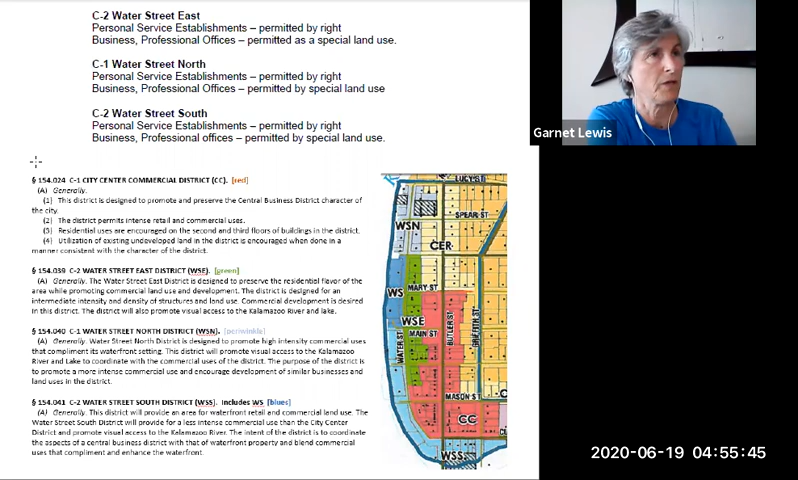 C-2 Water Street East
Personal Service Establishments – permitted by right
Business, Professional Offices – permitted as a special land use.
C-1 Water Street North
Personal Service Establishments – permitted by right
Business, Professional Offices – permitted by special land use
C-2 Water Street South
Personal Service Establishments – permitted by right
Business, Professional offices – permitted by special land use.
Garnet Lewis
§ 154.024 C-1 CITY CENTER COMMERCIAL DISTRICT (CC). [red]
(A) Generally.
(1) This district is designed to promote and preserve the Central Business District character of
the city.
(2) The district permits intense retail and commercial uses.
(3) Residential uses are encouraged on the second and third floors of buildings in the district.
(4) Utilization of existing undeveloped land in the district is encouraged when done in a
manner consistent with the character of the district.
§ 154.039 C-2 WATER STREET EAST DISTRICT (WSE). [green]
(A) Generally. The Water Street East District is designed to preserve the residential flavor of the
area while promoting commercial land use and development. The district is designed for an
intermediate intensity and density of structures and land use. Commercial development is desired
in this district. The district will also promote visual access to the Kalamazoo River and lake.
§ 154.040 C-1 WATER STREET NORTH DISTRICT (WSN). [periwinkle]
(A) Generally. Water Street North District is designed to promote high intensity commercial uses
that compliment its waterfront setting. This district will promote visual access to the Kalamazoo
River and Lake to coordinate with the commercial uses of the district. The purpose of the district is
to promote a more intense commercial use and encourage development of similar businesses and
land uses in the district.
§ 154.041 C-2 WATER STREET SOUTH DISTRICT (WSS). Includes WS [blues]
(A) Generally. This district will provide an area for waterfront retail and commercial land use. The
Water Street South District will provide for a less intense commercial use than the City Center
District and promote visual access to the Kalamazoo River. The intent of the district is to coordinate
the aspects of a central business district with that of waterfront property and blend commercial
uses that compliment and enhance the waterfront.
LUCY ST
SPEAR ST
WSN
CER
MARY ST
WS
WSE
MAIN ST
BUTLER ST
GRIFFITH ST
WATER ST
MASON ST
CC
WSS
2020-06-19 04:55:45